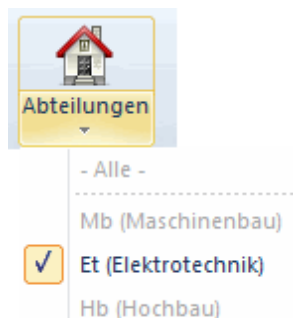 Abteilungen
- Alle -
Mb (Maschinenbau)
Et (Elektrotechnik)
Hb (Hochbau)